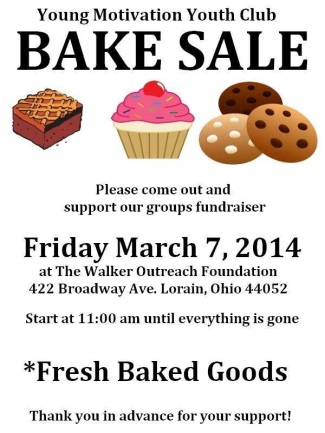 Young Motivation Youth Club
BAKE SALE
Please come out and
support our groups fundraiser
Friday March 7, 2014
at The Walker Outreach Foundation
422 Broadway Ave. Lorain, Ohio 44052
Start at 11:00 am until everything is gone
*Fresh Baked Goods
Thank you in advance for your support!